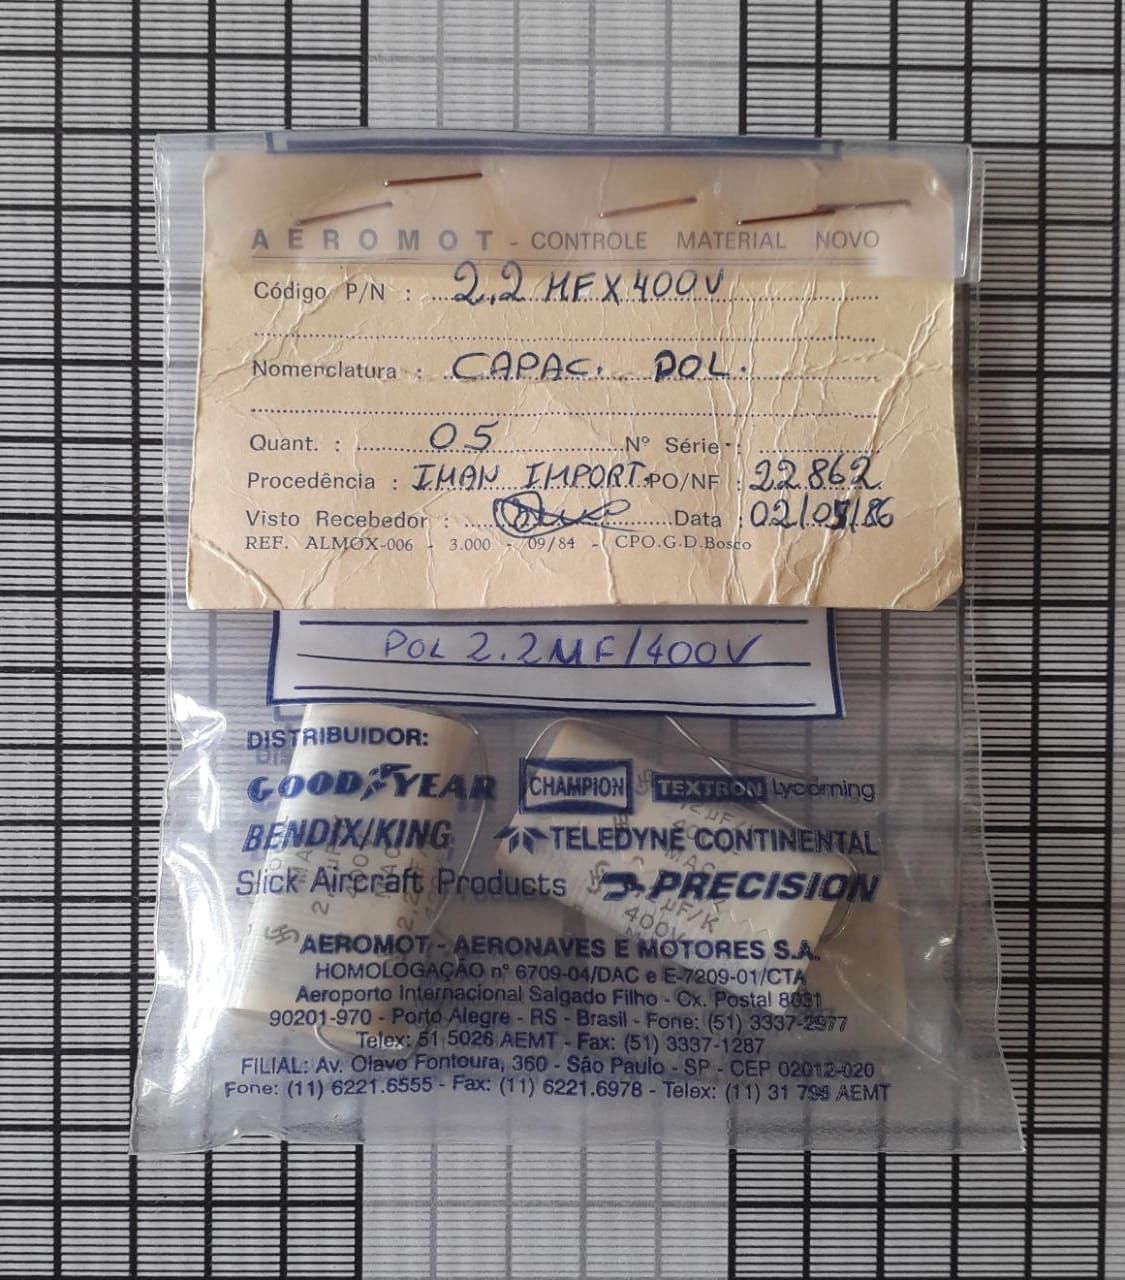 AEROMOT - CONTROLE MATERIAL NOVO
Código P/N : 2.2 MF X 400V
Nomenclatura : CAPAC. POL.
Quant. : 05 Nº Série :
Procedência : IMAN IMPORT. PO/NF : 22862
Visto Recebedor : Data : 02/05/86
REF. ALMOX-006 - 3.000 - 09/84 - CPO.G.D.Bosco
POL 2.2MF/400V
DISTRIBUIDOR:
GOODYEAR CHAMPION TEXTRON Lycoming
BENDIX/KING TELEDYNE CONTINENTAL
Slick Aircraft Products PRECISION
AEROMOT - AERONAVES E MOTORES S.A.
HOMOLOGAÇÃO nº 6709-04/DAC e E-7209-01/CTA
Aeroporto Internacional Salgado Filho - Cx. Postal 8031
90201-970 - Porto Alegre - RS - Brasil - Fone: (51) 3337-2977
Telex: 51 5026 AEMT - Fax: (51) 3337-1287
FILIAL: Av. Olavo Fontoura, 360 - São Paulo - SP - CEP 02012-020
Fone: (11) 6221.6555 - Fax: (11) 6221.6978 - Telex: (11) 31 AEMT